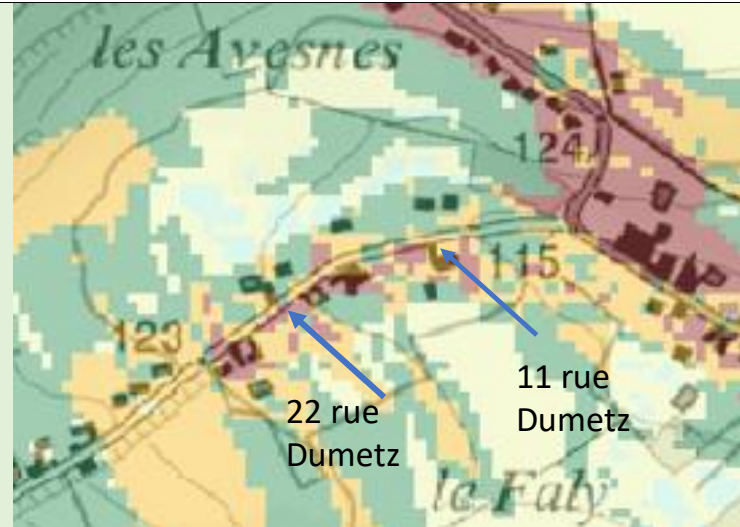 les Avesnes
124
115
123
11 rue
Dumetz
22 rue
Dumetz
le Faly